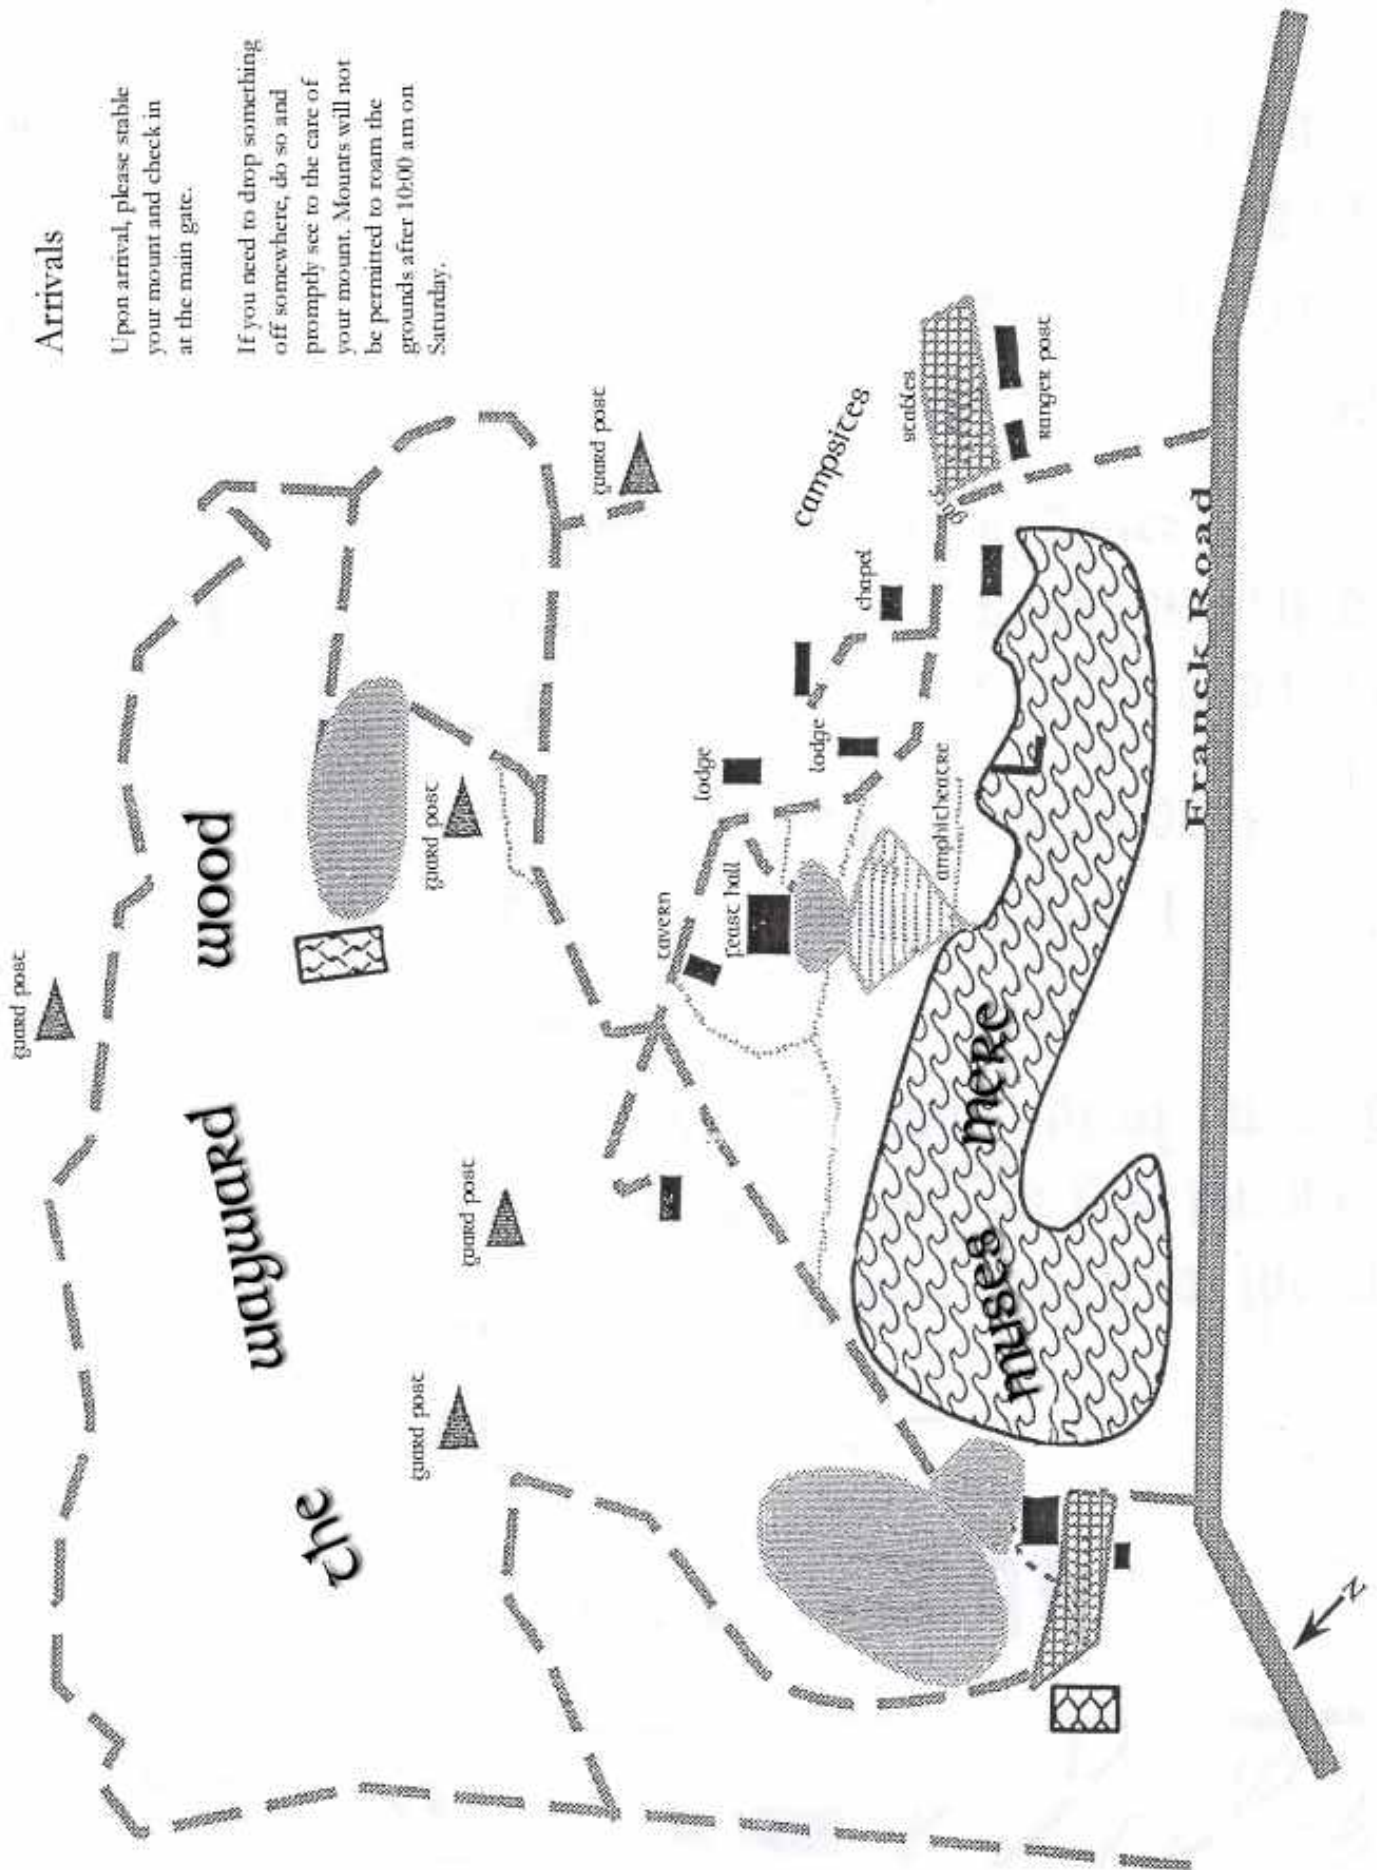 Arrivals
Upon arrival, please stable
your mount and check in
at the main gate.
If you need to drop something
off somewhere, do so and
promptly see to the care of
your mount. Mounts will not
be permitted to roam the
grounds after 10:00 am on
Saturday.
guard post
the wayward wood
guard post
guard post
guard post
guard post
tavern
lodge
feast hall
campsites
lodge
chapel
stables
amphitheatre
ranger post
muses mere
Franck Road
N